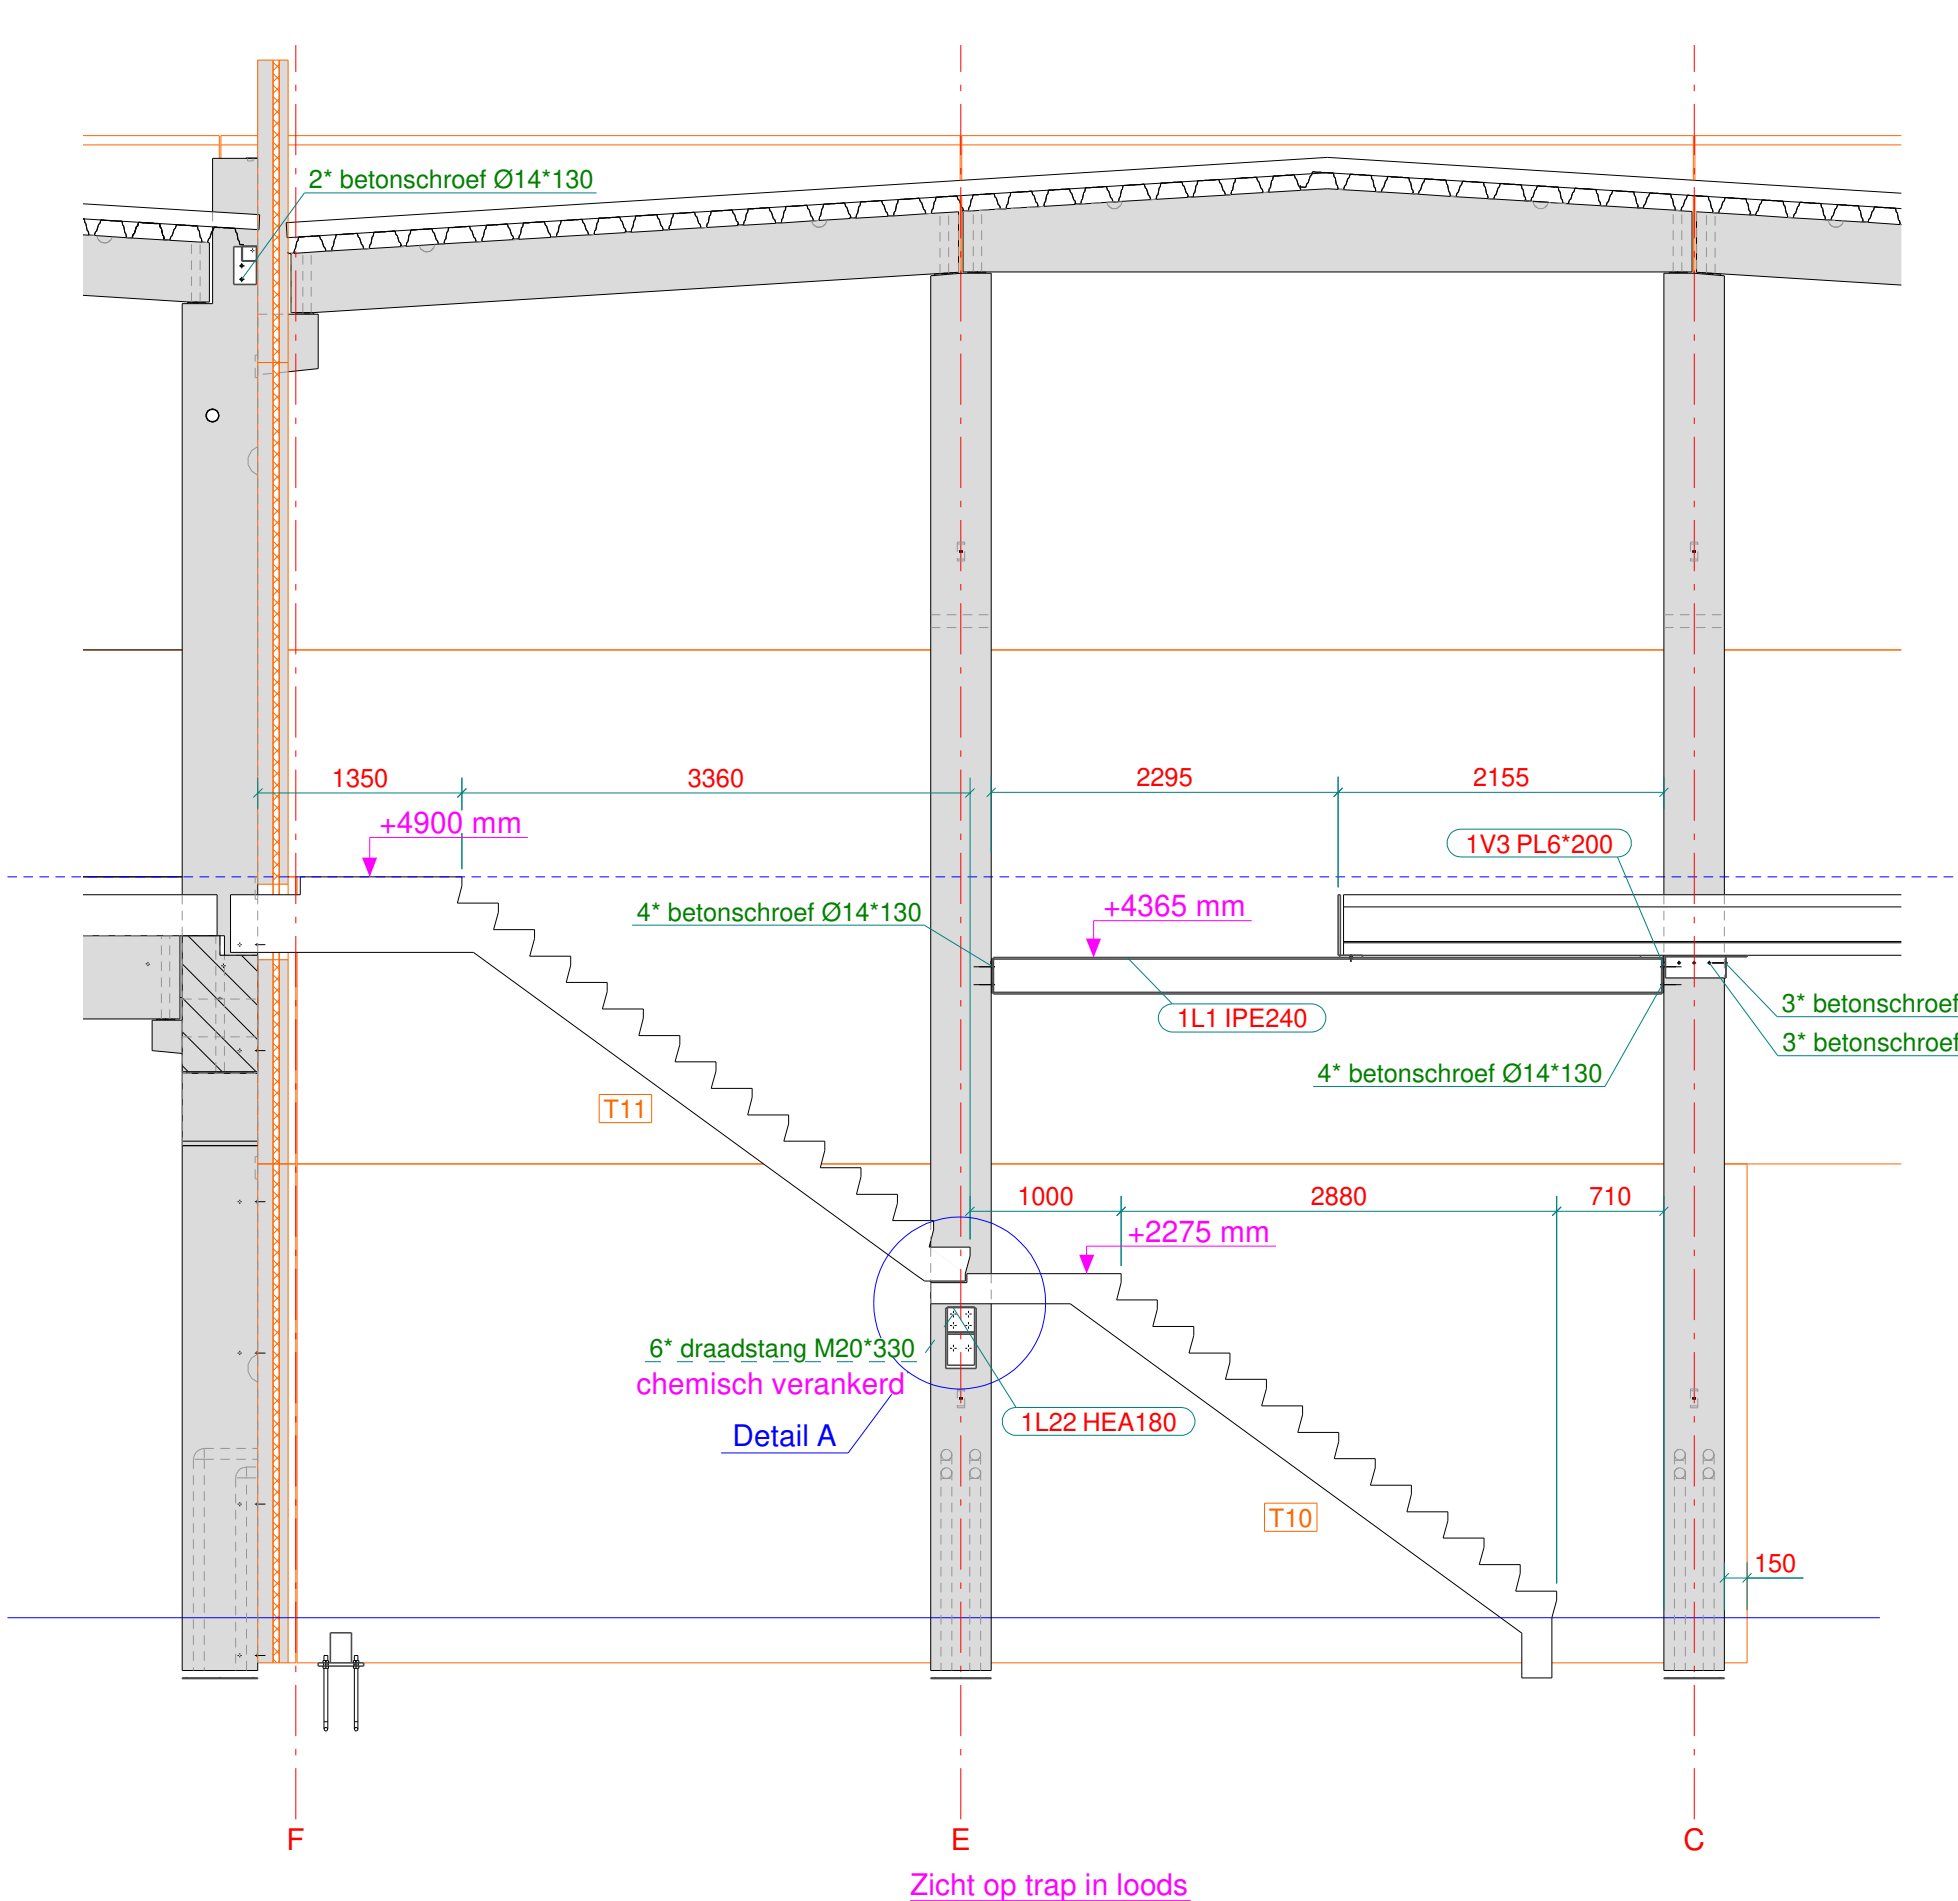 2* betonschroef Ø14*130
1350
3360
2295
2155
+4900 mm
1V3 PL6*200
4* betonschroef Ø14*130
+4365 mm
1L1 IPE240
3* betonschroef
3* betonschroef
4* betonschroef Ø14*130
T11
1000
2880
710
+2275 mm
6* draadstang M20*330
chemisch verankerd
1L22 HEA180
Detail A
T10
150
F
E
C
Zicht op trap in loods